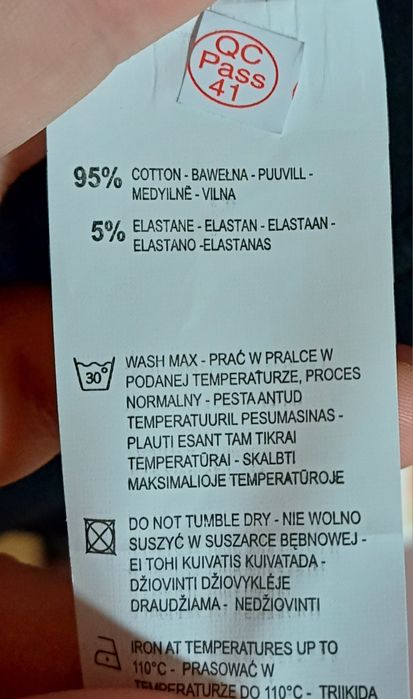 QC
Pass
41
95% COTTON - BAWEŁNA - PUUVILL -
MEDVILNĖ - VILNA
5% ELASTANE - ELASTAN - ELASTAAN -
ELASTANO -ELASTANAS
30° WASH MAX - PRAĆ W PRALCE W
PODANEJ TEMPERATURZE, PROCES
NORMALNY - PESTA ANTUD
TEMPERATUURIL PESUMASINAS -
PLAUTI ESANT TAM TIKRAI
TEMPERATŪRAI - SKALBTI
MAKSIMALIOJE TEMPERATŪROJE
DO NOT TUMBLE DRY - NIE WOLNO
SUSZYĆ W SUSZARCE BĘBNOWEJ -
EI TOHI KUIVATIS KUIVATADA -
DŽIOVINTI DŽIOVYKLĖJE
DRAUDŽIAMA - NEDŽIOVINTI
IRON AT TEMPERATURES UP TO
110°C - PRASOWAĆ W
TEMPERATURZE DO 110°C - TRIIKIDA